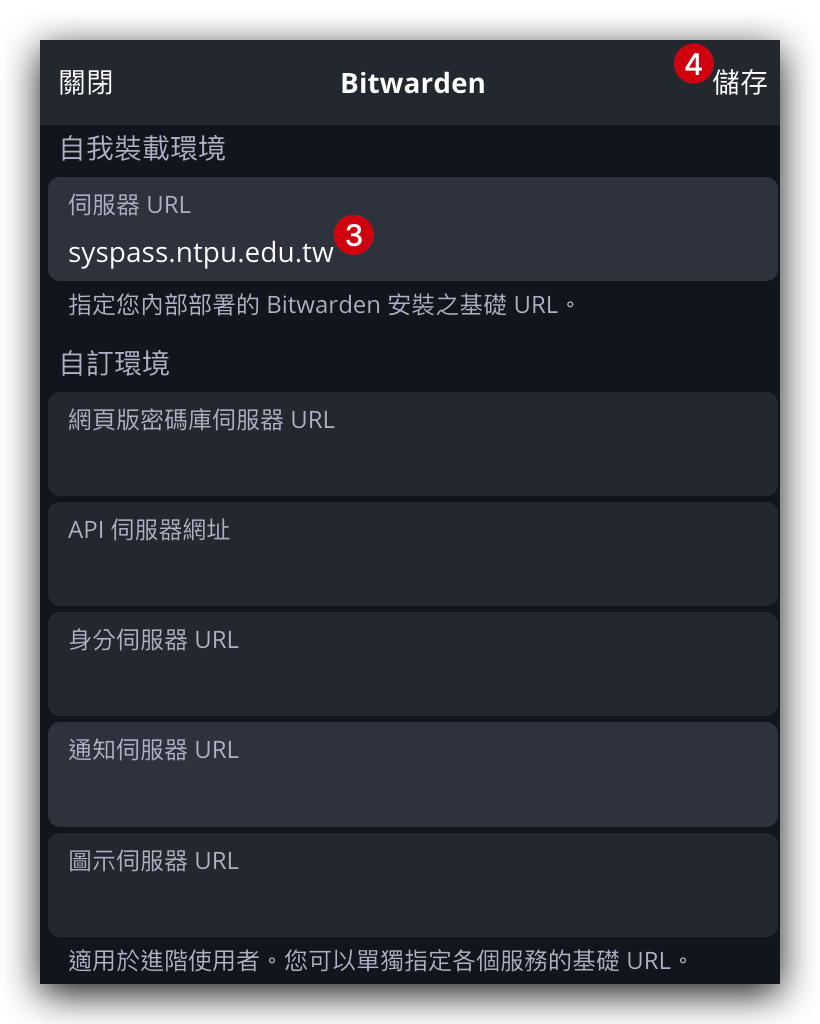 關閉 Bitwarden 4 儲存
自我裝載環境
伺服器 URL
syspass.ntpu.edu.tw 3
指定您內部部署的 Bitwarden 安裝之基礎 URL。
自訂環境
網頁版密碼庫伺服器 URL
API 伺服器網址
身分伺服器 URL
通知伺服器 URL
圖示伺服器 URL
適用於進階使用者。您可以單獨指定各個服務的基礎 URL。